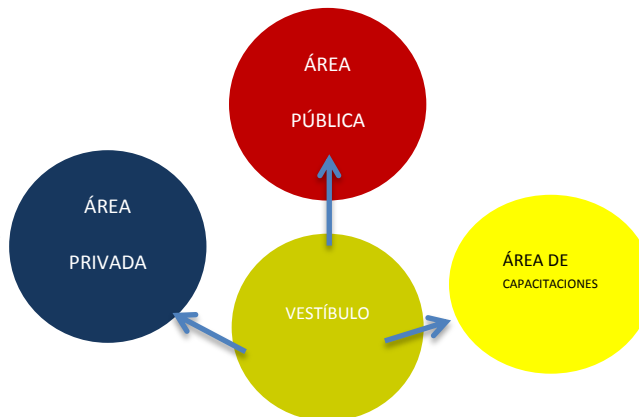 ÁREA
PÚBLICA
ÁREA
PRIVADA
ÁREA DE
CAPACITACIONES
VESTÍBULO